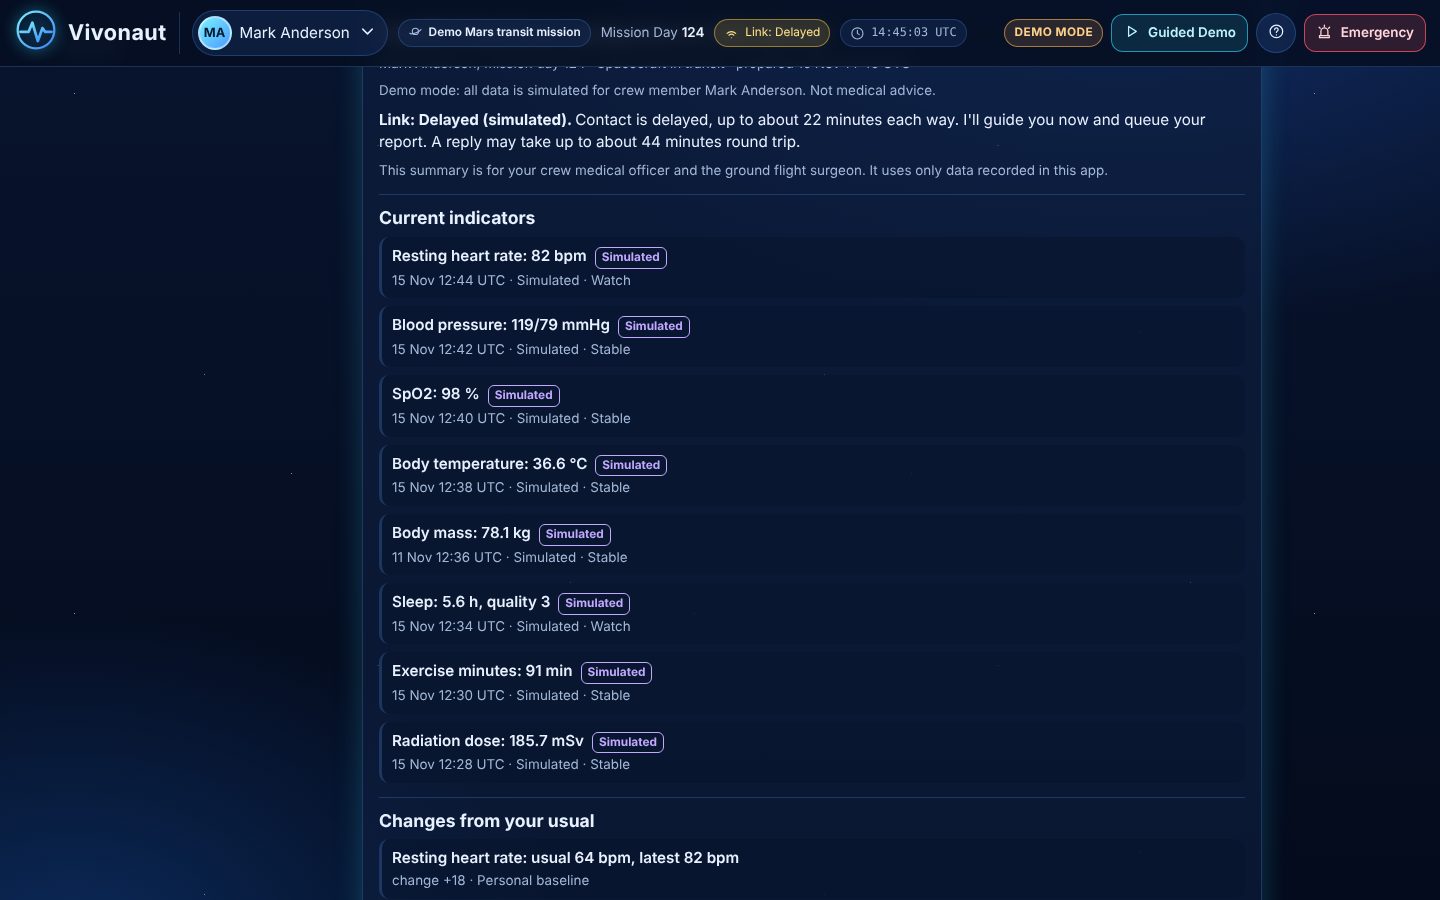 Vivonaut
MA Mark Anderson
Demo Mars transit mission
Mission Day 124
Link: Delayed
14:45:03 UTC
DEMO MODE
Guided Demo
Emergency
Demo mode: all data is simulated for crew member Mark Anderson. Not medical advice.
Link: Delayed (simulated). Contact is delayed, up to about 22 minutes each way. I'll guide you now and queue your
report. A reply may take up to about 44 minutes round trip.
This summary is for your crew medical officer and the ground flight surgeon. It uses only data recorded in this app.
Current indicators
Resting heart rate: 82 bpm Simulated
15 Nov 12:44 UTC · Simulated · Watch
Blood pressure: 119/79 mmHg Simulated
15 Nov 12:42 UTC · Simulated · Stable
SpO2: 98 % Simulated
15 Nov 12:40 UTC · Simulated · Stable
Body temperature: 36.6 °C Simulated
15 Nov 12:38 UTC · Simulated · Stable
Body mass: 78.1 kg Simulated
11 Nov 12:36 UTC · Simulated · Stable
Sleep: 5.6 h, quality 3 Simulated
15 Nov 12:34 UTC · Simulated · Watch
Exercise minutes: 91 min Simulated
15 Nov 12:30 UTC · Simulated · Stable
Radiation dose: 185.7 mSv Simulated
15 Nov 12:28 UTC · Simulated · Stable
Changes from your usual
Resting heart rate: usual 64 bpm, latest 82 bpm
change +18 · Personal baseline